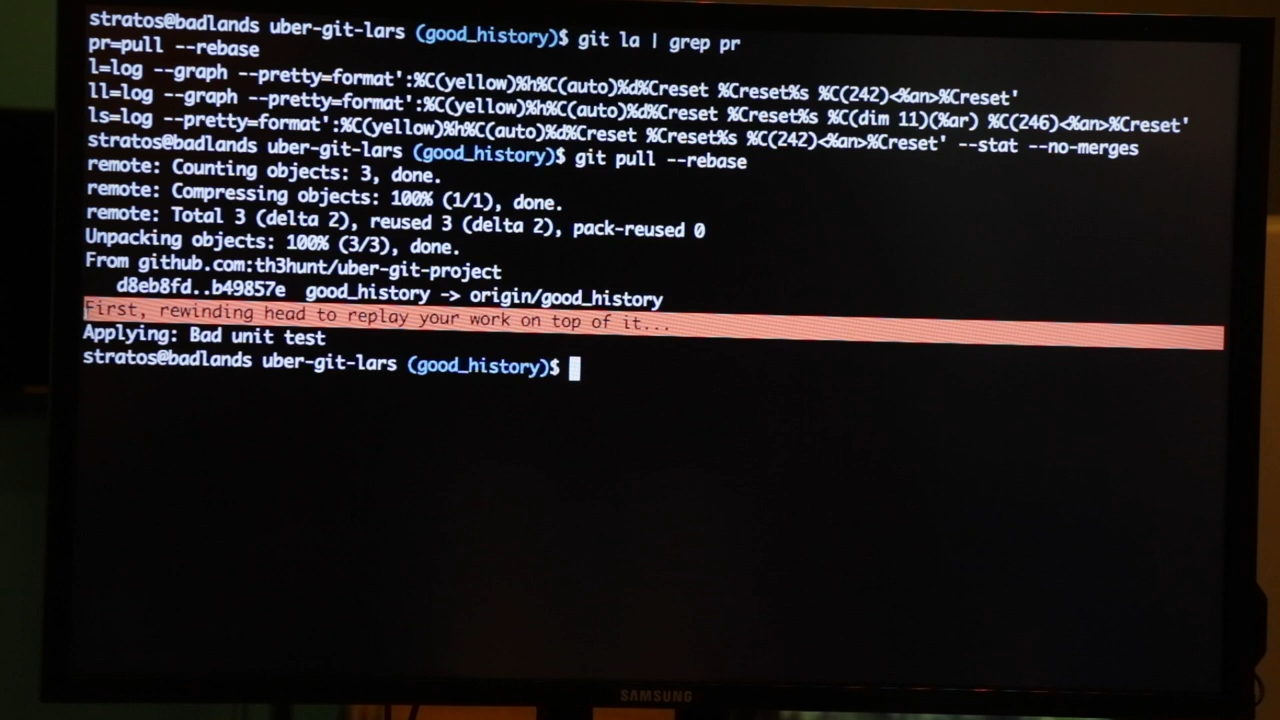 stratos@badlands uber-git-lars (good_history)$ git la | grep pr
pr=pull --rebase
l=log --graph --pretty=format':%C(yellow)%h%C(auto)%d%Creset %Creset%s %C(242)<%an>%Creset'
ll=log --graph --pretty=format':%C(yellow)%h%C(auto)%d%Creset %Creset%s %C(dim 11)(%ar) %C(246)<%an>%Creset'
ls=log --pretty=format':%C(yellow)%h%C(auto)%d%Creset %Creset%s %C(242)<%an>%Creset' --stat --no-merges
stratos@badlands uber-git-lars (good_history)$ git pull --rebase
remote: Counting objects: 3, done.
remote: Compressing objects: 100% (1/1), done.
remote: Total 3 (delta 2), reused 3 (delta 2), pack-reused 0
Unpacking objects: 100% (3/3), done.
From github.com:th3hunt/uber-git-project
d8eb8fd..b49857e good_history -> origin/good_history
First, rewinding head to replay your work on top of it...
Applying: Bad unit test
stratos@badlands uber-git-lars (good_history)$
SAMSUNG